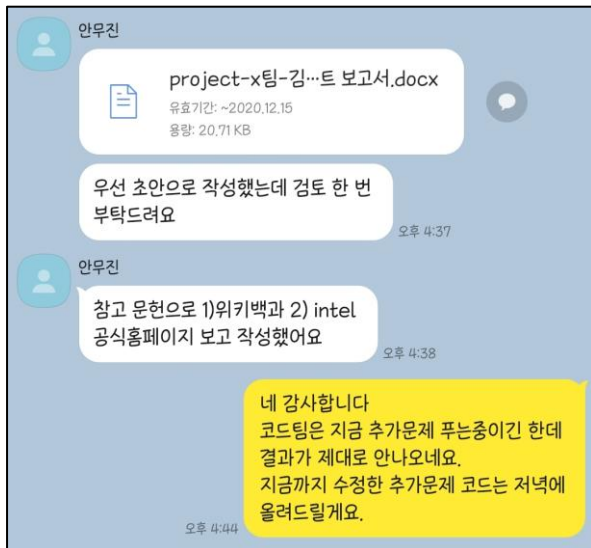 안무진
project-x팀-김…트 보고서.docx
유효기간: ~2020.12.15
용량: 20.71 KB
우선 초안으로 작성했는데 검토 한 번
부탁드려요
오후 4:37
안무진
참고 문헌으로 1)위키백과 2) intel
공식홈페이지 보고 작성했어요
오후 4:38
네 감사합니다
코드팀은 지금 추가문제 푸는중이긴 한데
결과가 제대로 안나오네요.
지금까지 수정한 추가문제 코드는 저녁에
올려드릴게요.
오후 4:44